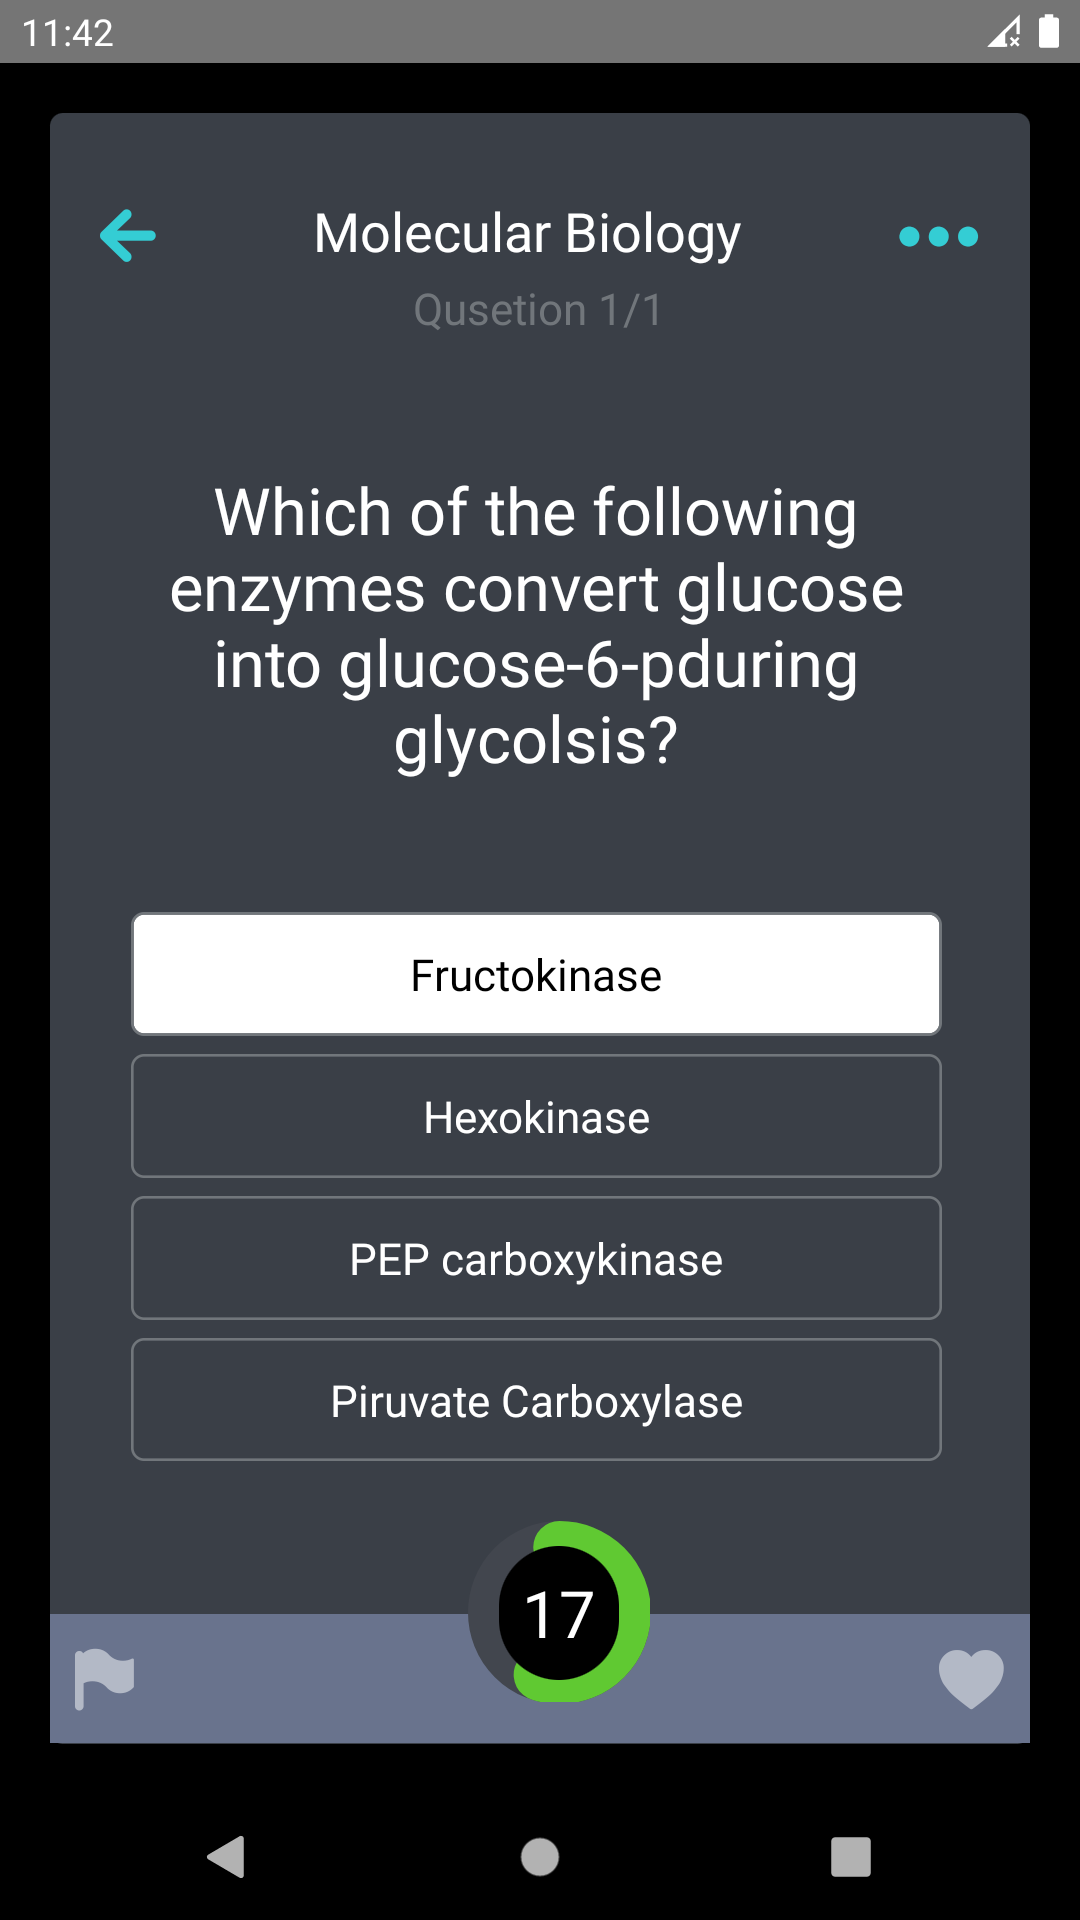 11:42
Molecular Biology
Qusetion 1/1
Which of the following
enzymes convert glucose
into glucose-6-pduring
glycolsis?
Fructokinase
Hexokinase
PEP carboxykinase
Piruvate Carboxylase
17